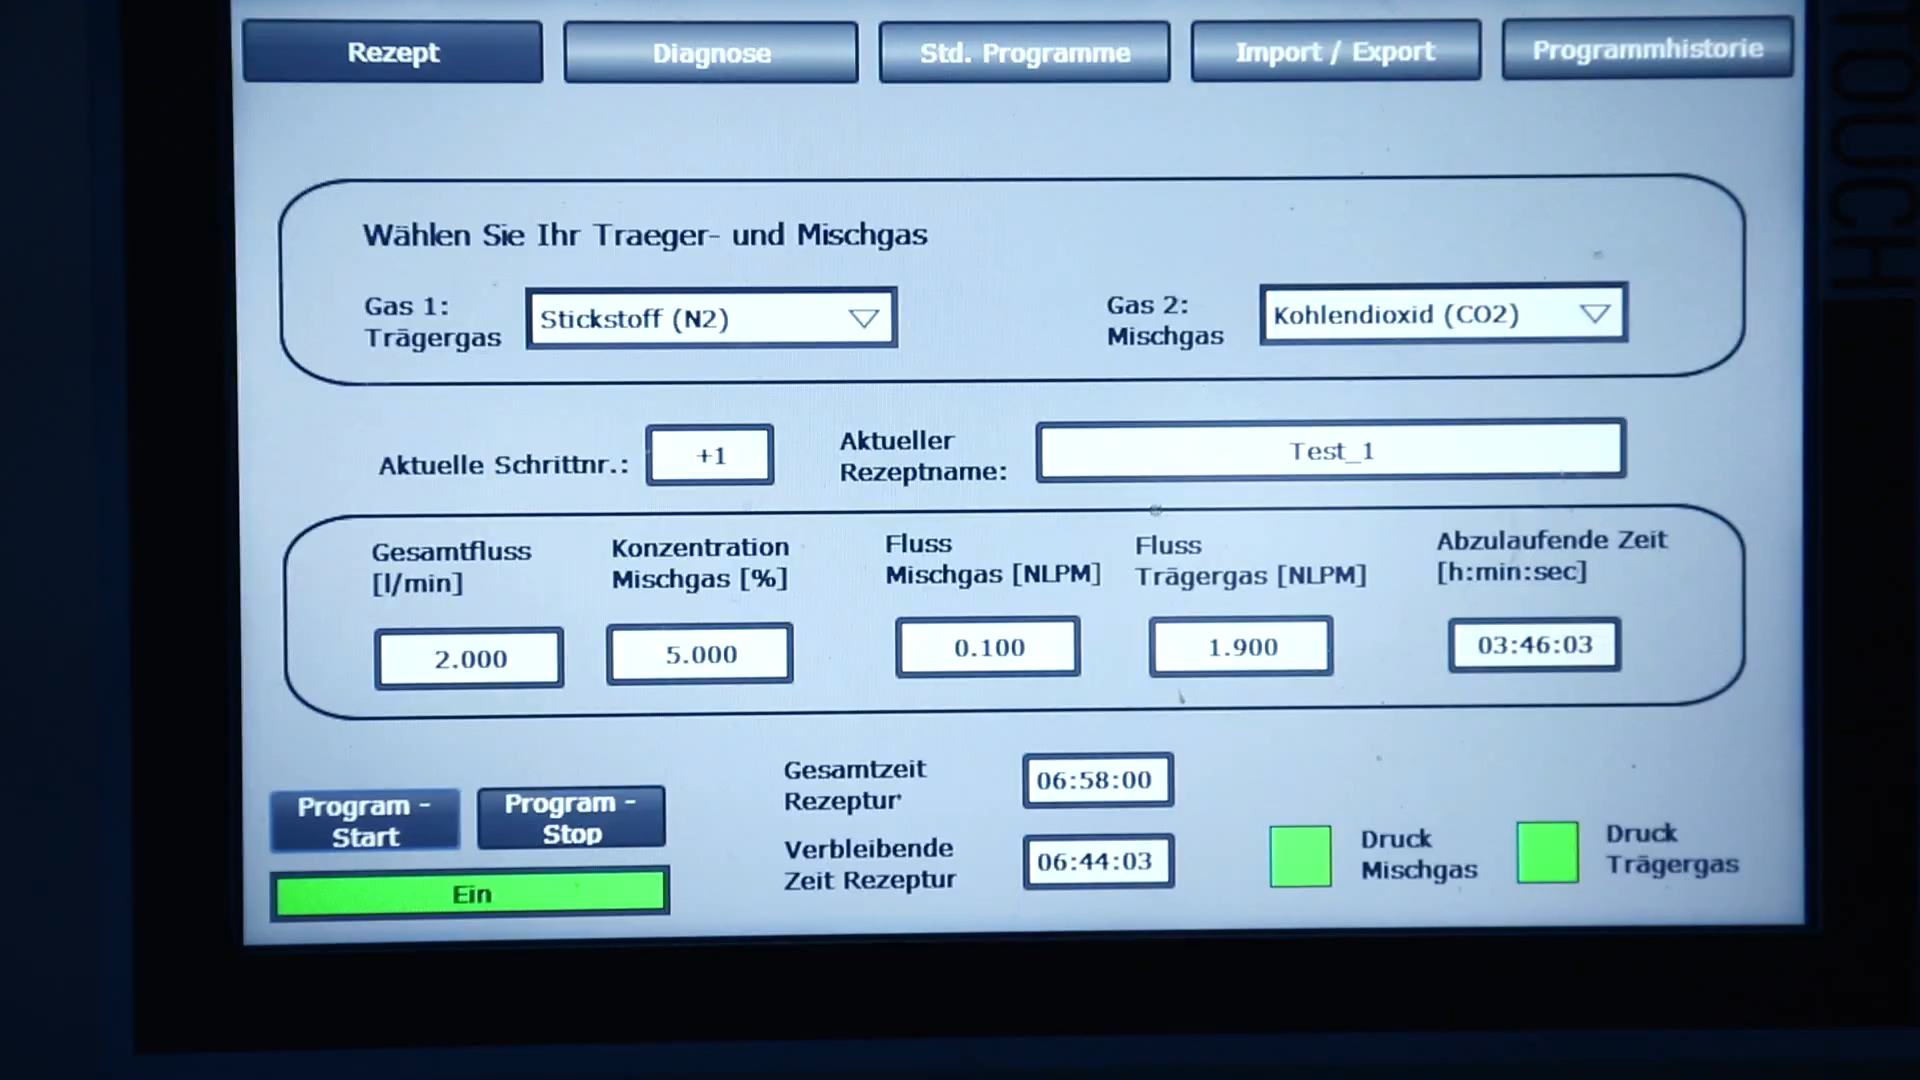 Rezept
Diagnose
Std. Programme
Import / Export
Programmhistorie
Wählen Sie Ihr Traeger- und Mischgas
Gas 1:
Trägergas
Stickstoff (N2)
Gas 2:
Mischgas
Kohlendioxid (CO2)
Aktuelle Schrittnr.:
+1
Aktueller
Rezeptname:
Test_1
Gesamtfluss
[l/min]
2.000
Konzentration
Mischgas [%]
5.000
Fluss
Mischgas [NLPM]
0.100
Fluss
Trägergas [NLPM]
1.900
Abzulaufende Zeit
[h:min:sec]
03:46:03
Program -
Start
Program -
Stop
Ein
Gesamtzeit
Rezeptur
06:58:00
Verbleibende
Zeit Rezeptur
06:44:03
Druck
Mischgas
Druck
Trägergas
TOUCH